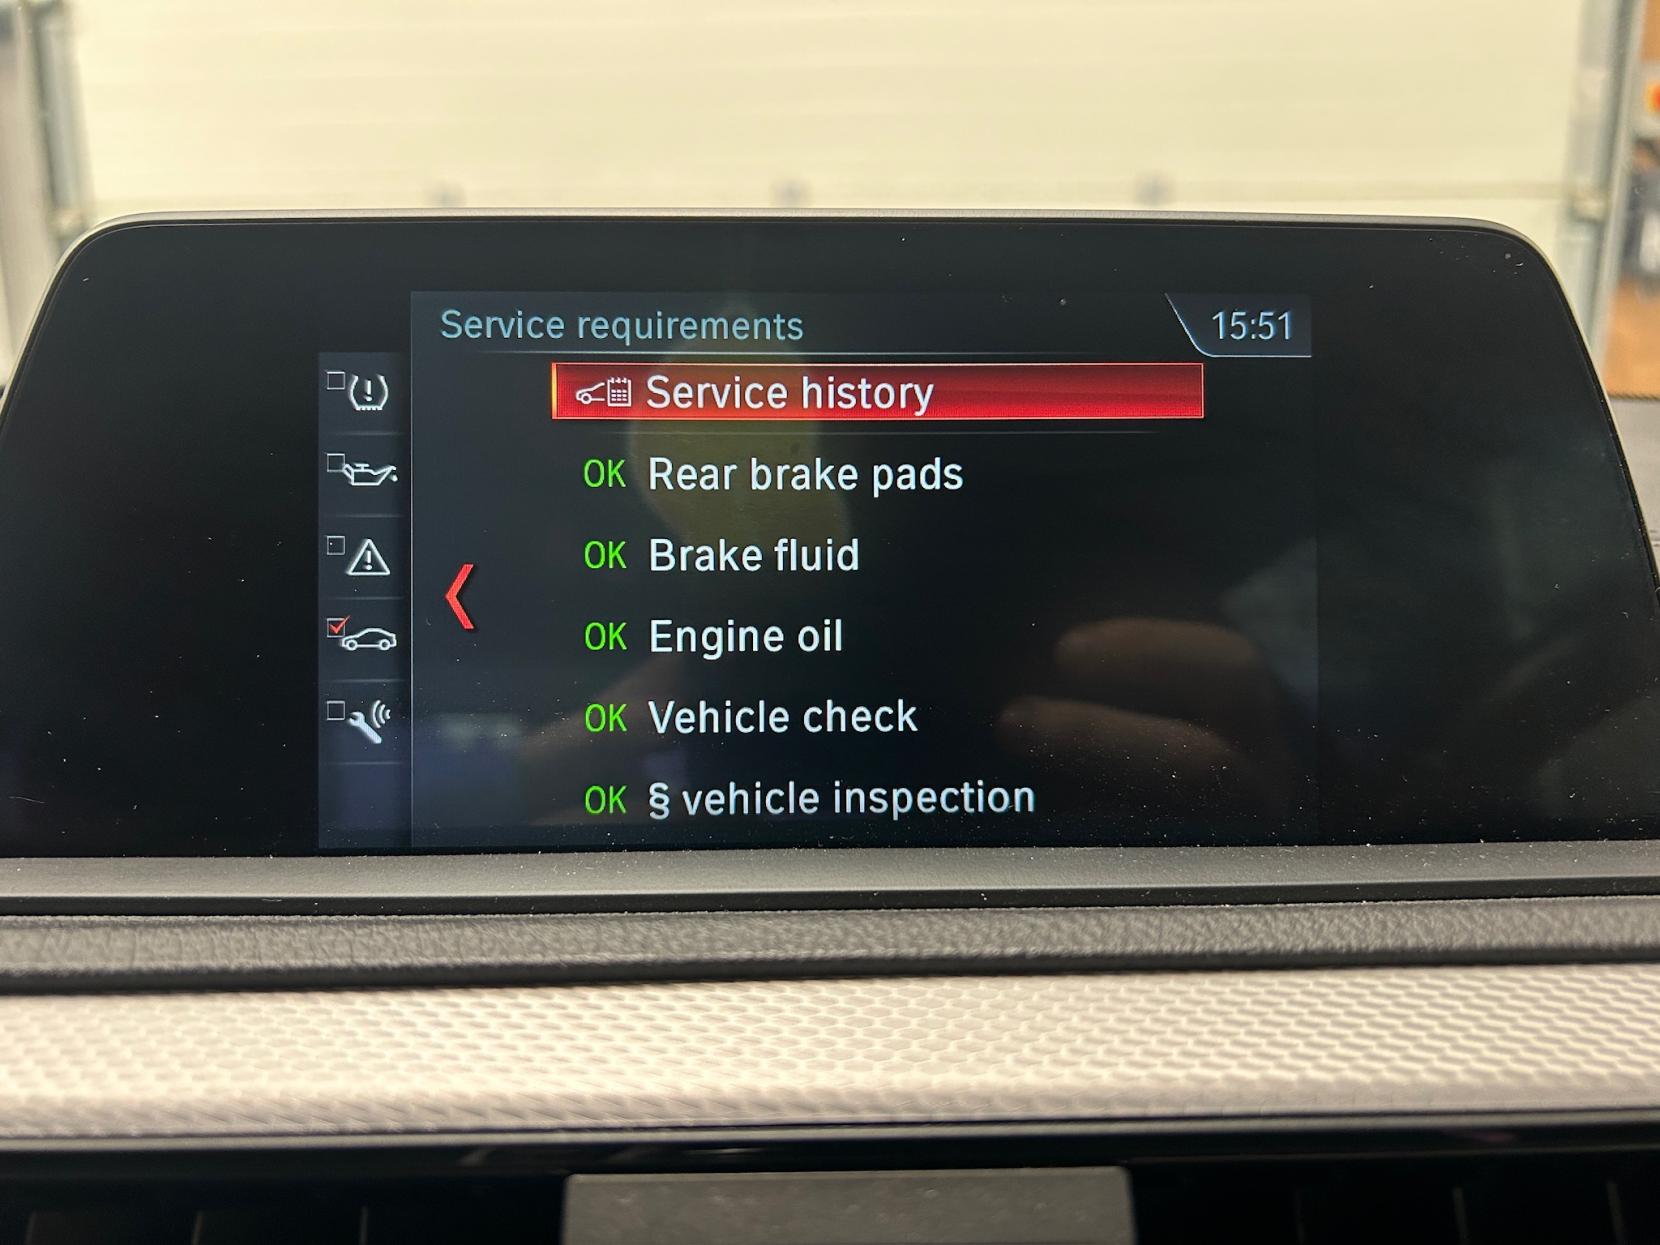 Service requirements
15:51
Service history
OK Rear brake pads
OK Brake fluid
OK Engine oil
OK Vehicle check
OK § vehicle inspection